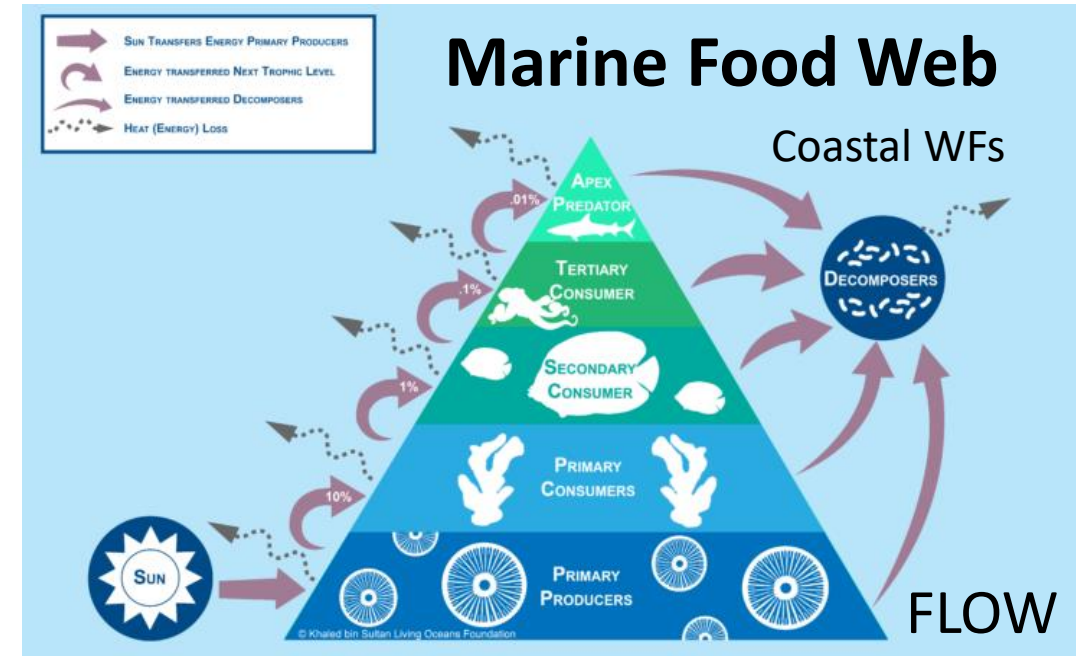 SUN TRANSFERS ENERGY PRIMARY PRODUCERS
ENERGY TRANSFERRED NEXT TROPHIC LEVEL
ENERGY TRANSFERRED DECOMPOSERS
HEAT (ENERGY) LOSS
Marine Food Web
Coastal WFs
APEX
PREDATOR
.01%
TERTIARY
CONSUMER
.1%
DECOMPOSERS
SECONDARY
CONSUMER
1%
PRIMARY
CONSUMERS
10%
SUN
PRIMARY
PRODUCERS
© Khaled bin Sultan Living Oceans Foundation
FLOW